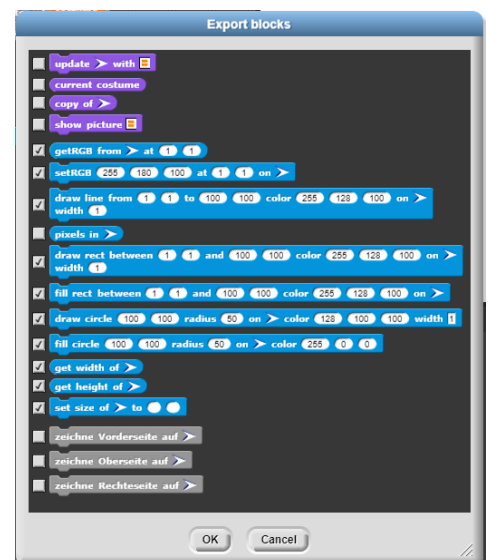 Export blocks
update with
current costume
copy of
show picture
getRGB from at 1 1
setRGB 255 180 100 at 1 1 on
draw line from 1 1 to 100 100 color 255 128 100 on
width 1
pixels in
draw rect between 1 1 and 100 100 color 255 128 100 on
width 1
fill rect between 1 1 and 100 100 color 255 128 100 on
draw circle 100 100 radius 50 on color 128 100 100 width 1
fill circle 100 100 radius 50 on color 255 0 0
get width of
get height of
set size of to
zeichne Vorderseite auf
zeichne Oberseite auf
zeichne Rechteseite auf
OK Cancel